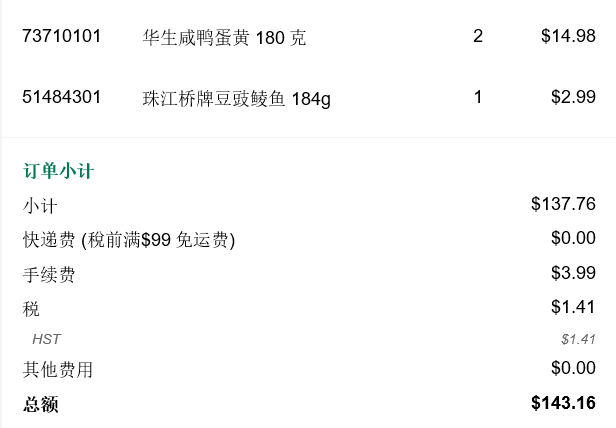 73710101 华生咸鸭蛋黄 180 克 2 $14.98
51484301 珠江桥牌豆豉鲮鱼 184g 1 $2.99
订单小计
小计 $137.76
快递费 (税前满$99 免运费) $0.00
手续费 $3.99
税 $1.41
HST $1.41
其他费用 $0.00
总额 $143.16